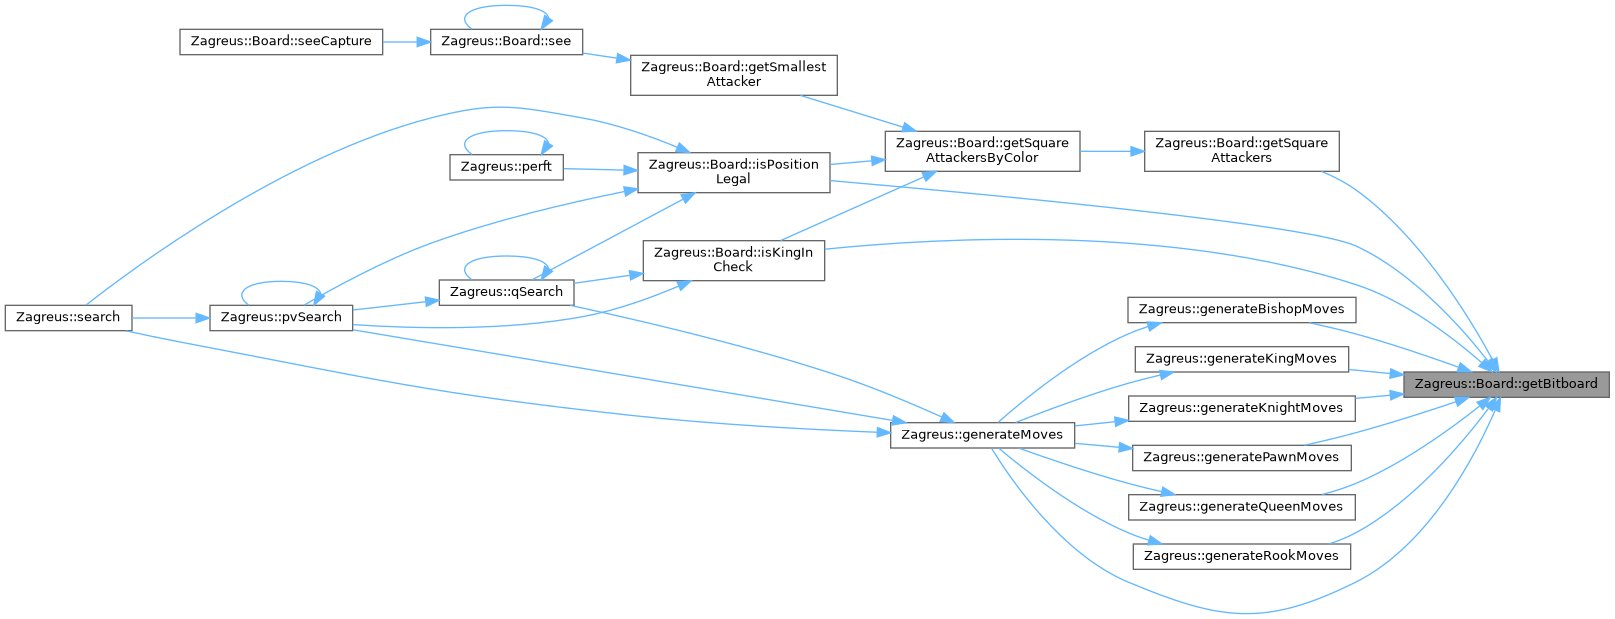 Zagreus::Board::seeCapture
Zagreus::Board::see
Zagreus::Board::getSmallest
Attacker
Zagreus::Board::getSquare
AttackersByColor
Zagreus::Board::getSquare
Attackers
Zagreus::perft
Zagreus::Board::isPosition
Legal
Zagreus::Board::isKingIn
Check
Zagreus::qSearch
Zagreus::search
Zagreus::pvSearch
Zagreus::generateBishopMoves
Zagreus::generateKingMoves
Zagreus::Board::getBitboard
Zagreus::generateKnightMoves
Zagreus::generateMoves
Zagreus::generatePawnMoves
Zagreus::generateQueenMoves
Zagreus::generateRookMoves